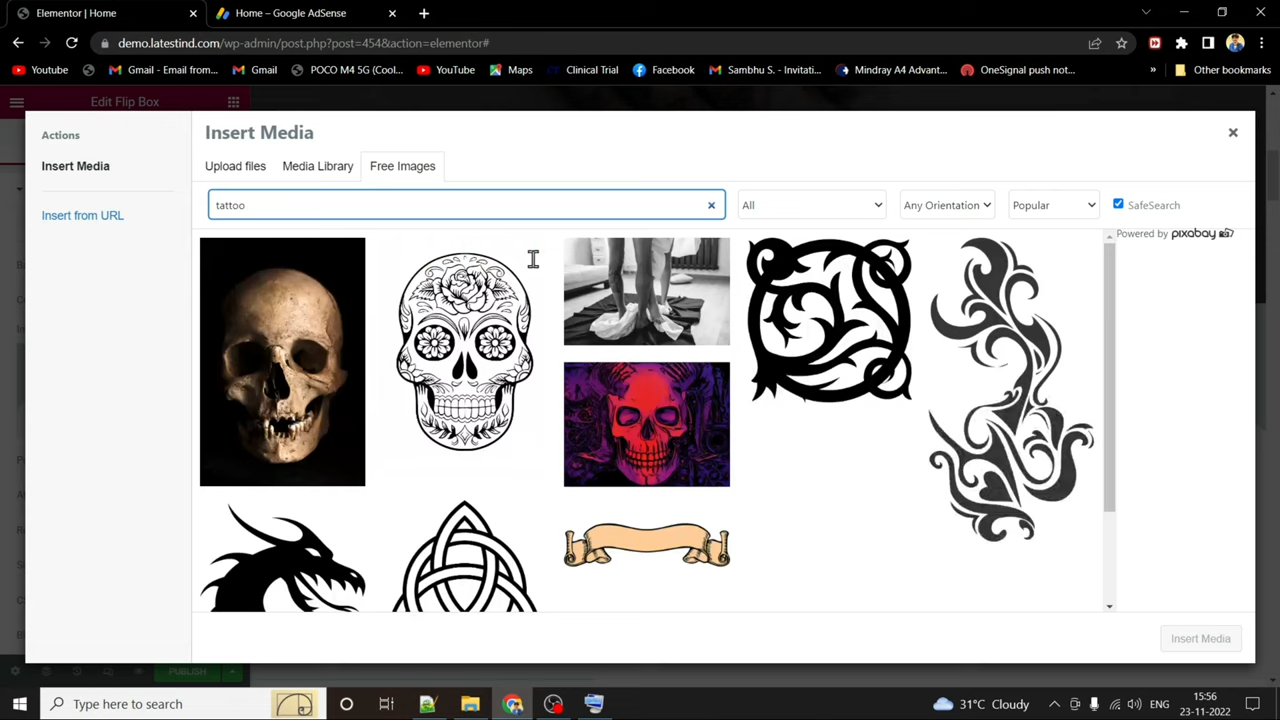 Elementor | Home
Home – Google AdSense
demo.latestind.com/wp-admin/post.php?post=454&action=elementor#
Youtube
Gmail - Email from...
Gmail
POCO M4 5G (Col...
YouTube
Maps
Clinical Trial
Facebook
Sambhu S. - Invitati...
Mindray A4 Advant...
OneSignal push not...
»
Other bookmarks
Edit Flip Box
Actions
Insert Media
Insert from URL
Insert Media
Upload files
Media Library
Free Images
tattoo
All
Any Orientation
Popular
SafeSearch
Powered by pixabay
Insert Media
PUBLISH
Type here to search
31°C Cloudy
ENG
15:56
23-11-2022